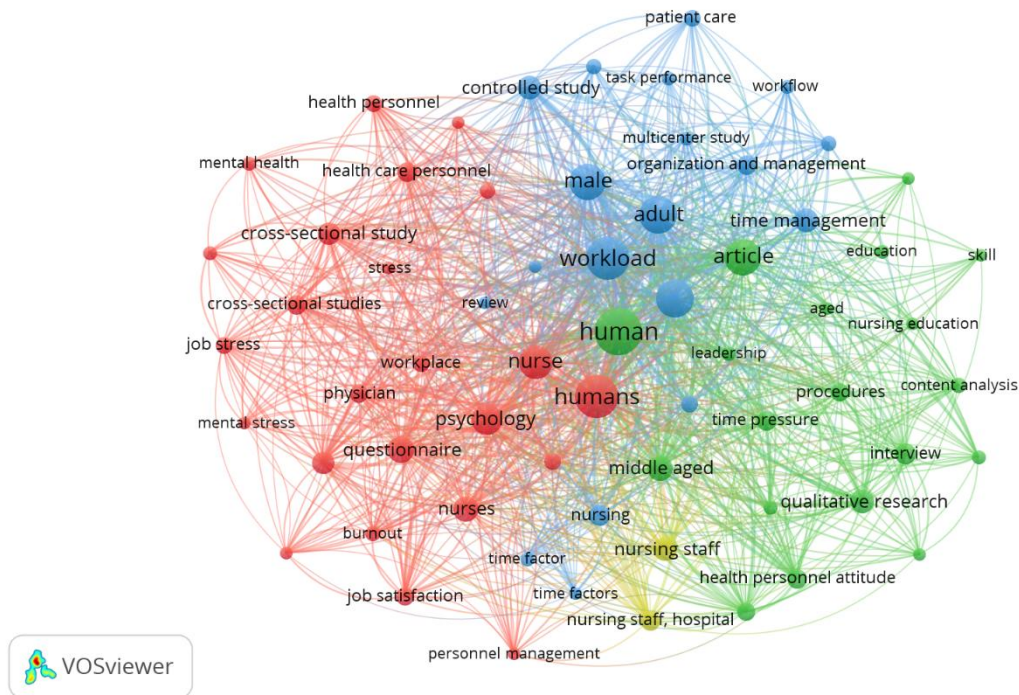 patient care
task performance
workflow
controlled study
health personnel
multicenter study
mental health
health care personnel
organization and management
male
adult
time management
cross-sectional study
workload
article
education
skill
stress
cross-sectional studies
review
aged
nursing education
human
job stress
leadership
workplace
nurse
physician
humans
procedures
content analysis
mental stress
psychology
time pressure
questionnaire
middle aged
interview
nurses
nursing
qualitative research
burnout
time factor
nursing staff
health personnel attitude
job satisfaction
time factors
nursing staff, hospital
personnel management
VOSviewer